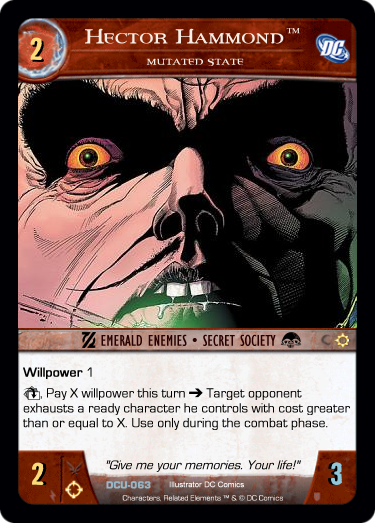 2
HECTOR HAMMOND™
DC
MUTATED STATE
EMERALD ENEMIES • SECRET SOCIETY
Willpower 1
, Pay X willpower this turn ➔ Target opponent
exhausts a ready character he controls with cost greater
than or equal to X. Use only during the combat phase.
"Give me your memories. Your life!"
2
3
DCU-063 Illustrator DC Comics
Characters, Related Elements ™ & © DC Comics